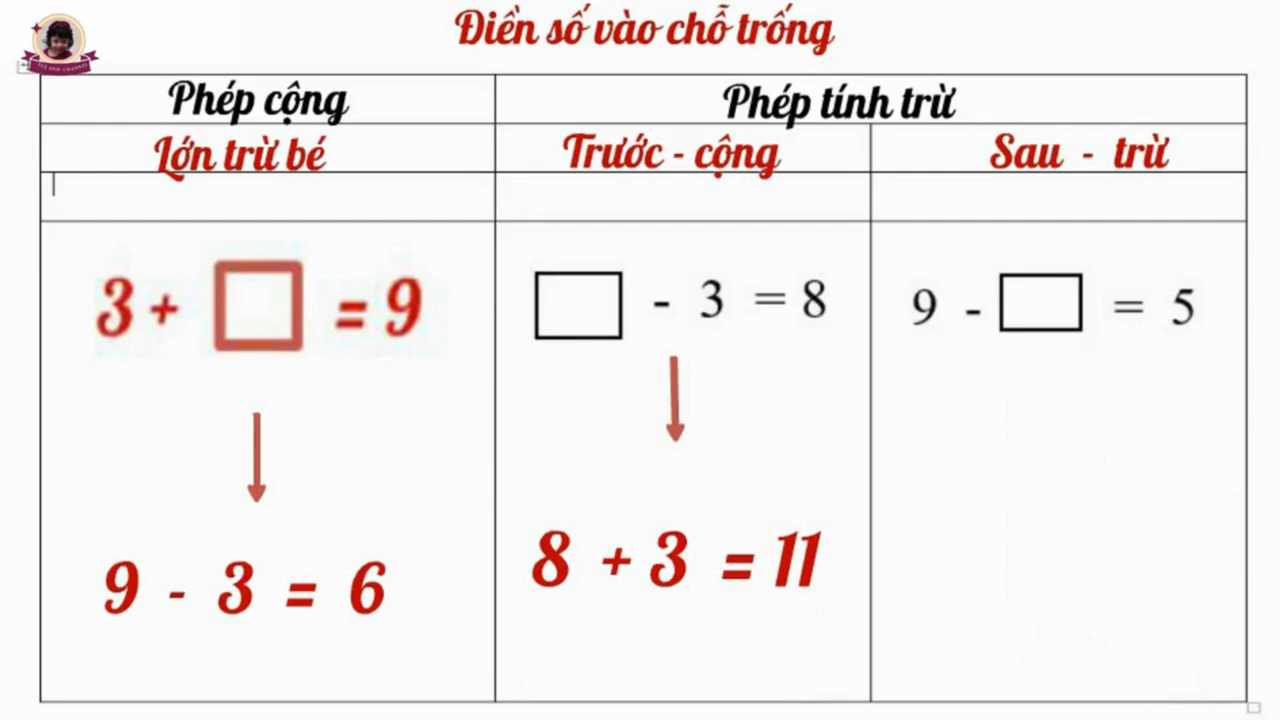 Điền số vào chỗ trống
Phép cộng
Phép tính trừ
Lớn trừ bé
Trước - cộng
Sau - trừ
3 + = 9
- 3 = 8
9 - = 5
9 - 3 = 6
8 + 3 = 11